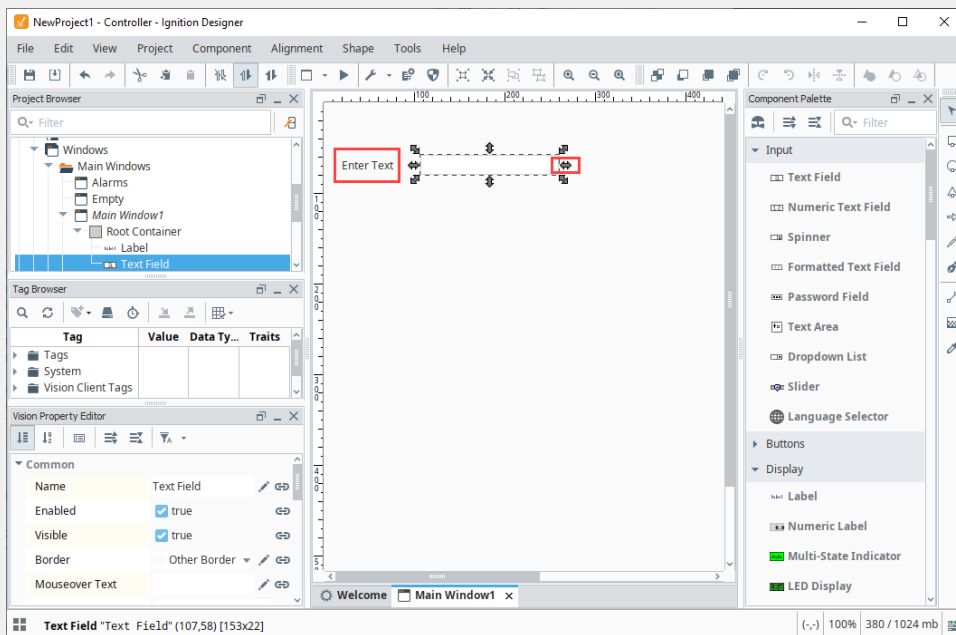 NewProject1 - Controller - Ignition Designer
File Edit View Project Component Alignment Shape Tools Help
Project Browser
Filter
Windows
Main Windows
Alarms
Empty
Main Window1
Root Container
Label
Text Field
Tag Browser
Tag Value Data Ty... Traits
Tags
System
Vision Client Tags
Vision Property Editor
Common
Name Text Field
Enabled true
Visible true
Border Other Border
Mouseover Text
100 200 300 400
100
200
300
400
5
Enter Text
Welcome Main Window1
Component Palette
Filter
Input
Text Field
Numeric Text Field
Spinner
Formatted Text Field
Password Field
Text Area
Dropdown List
Slider
Language Selector
Buttons
Display
Label
Numeric Label
Multi-State Indicator
LED Display
Text Field "Text Field" (107,58) [153x22]
(-,-) 100% 380 / 1024 mb